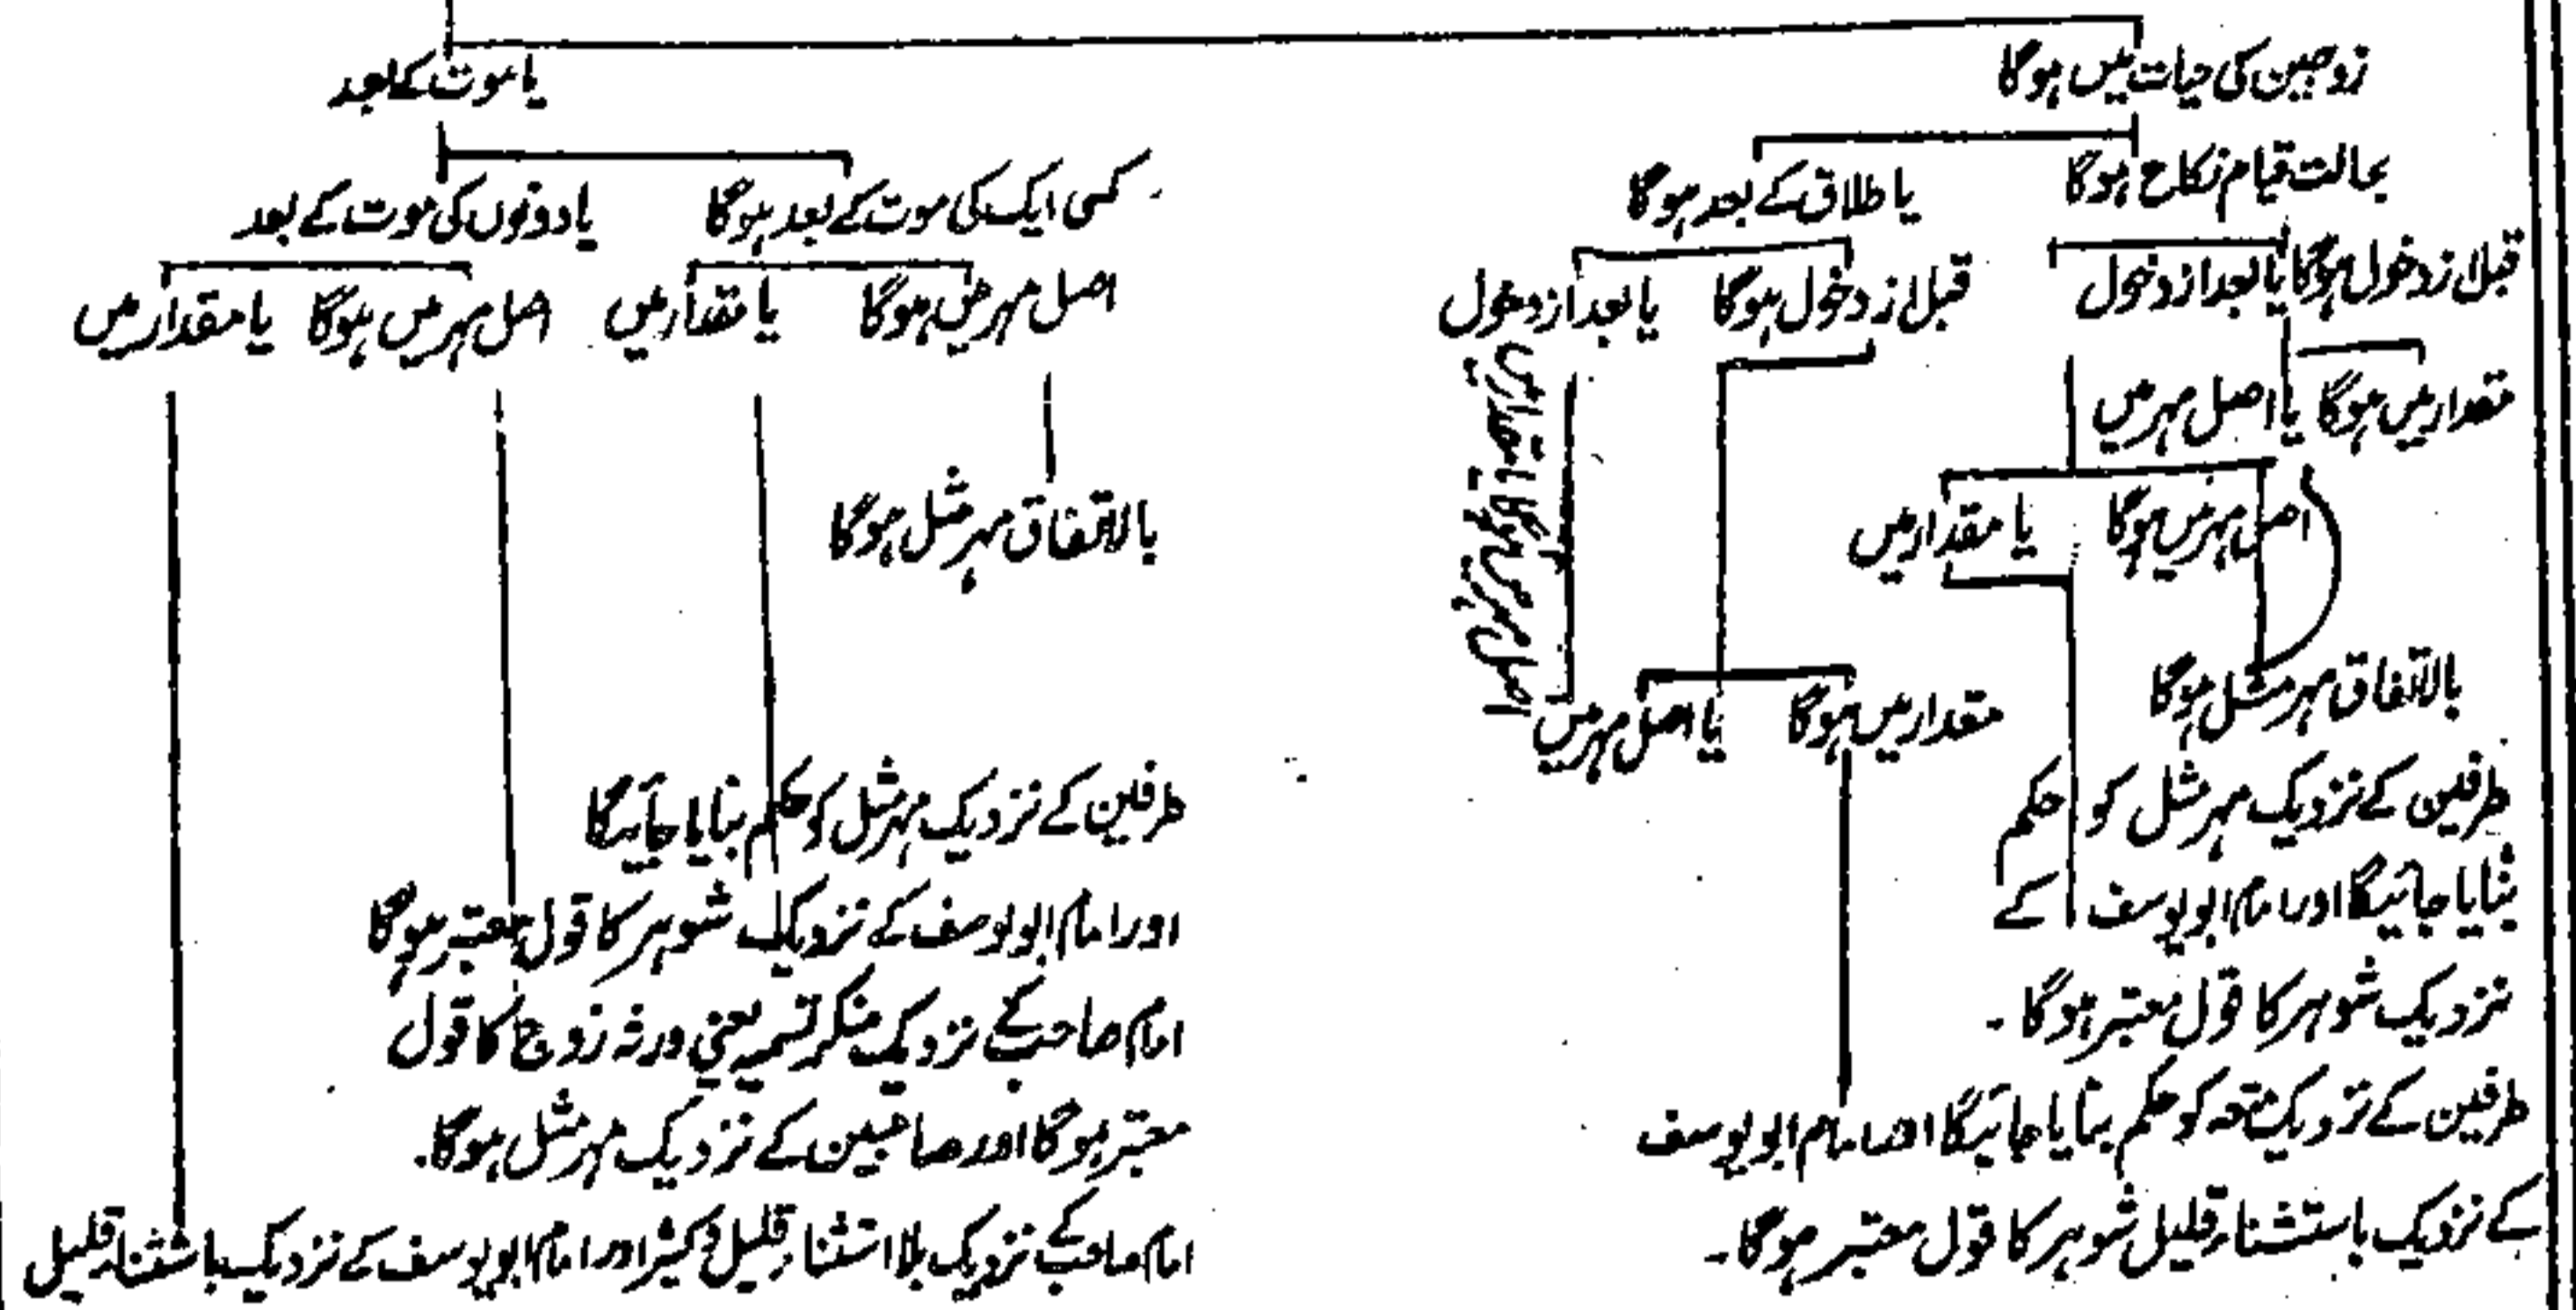 زوجین کی حیات میں ہوگا
یا موت کے بعد
بحالت قیام نکاح ہوگا
یا طلاق کے بعد ہوگا
کسی ایک کی موت کے بعد ہوگا
یا دونوں کی موت کے بعد
قبل از دخول ہوگا یا بعد از دخول
قبل از دخول ہوگا یا بعد از دخول
اصل مہر میں ہوگا یا مقدار میں
اصل مہر میں ہوگا یا مقدار میں
مقدار میں ہوگا یا اصل مہر میں
اصل مہر میں ہوگا یا مقدار میں
بالاتفاق مہر مثل ہوگا
بالاتفاق مہر مثل ہوگا
مقدار میں ہوگا یا اصل مہر میں
طرفین کے نزدیک مہر مثل کو حکم
بنایا جائیگا اور امام ابو یوسف کے
نزدیک شوہر کا قول معتبر ہوگا۔
طرفین کے نزدیک متعہ کو حکم بنایا جائیگا اور امام ابو یوسف
کے نزدیک باستثناء قلیل شوہر کا قول معتبر ہوگا۔
طرفین کے نزدیک مہر مثل کو حکم بنایا جائیگا
اور امام ابو یوسف کے نزدیک شوہر کا قول معتبر ہوگا
امام صاحب کے نزدیک منکر تسمیہ یعنی ورثہ زوج کا قول
معتبر ہوگا اور صاحبین کے نزدیک مہر مثل ہوگا۔
امام صاحب کے نزدیک بلا استثناء قلیل و کثیر اور امام ابو یوسف کے نزدیک باستثناء قلیل